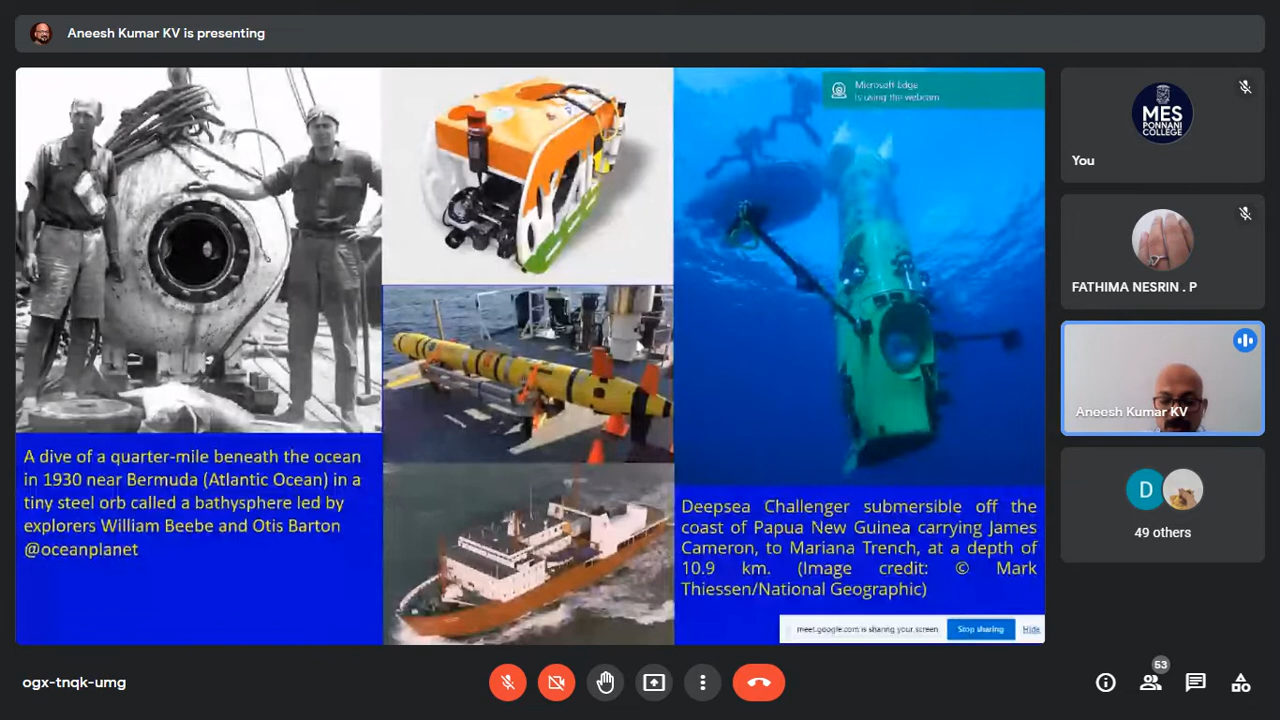 Aneesh Kumar KV is presenting
Microsoft Edge
is using the webcam
A dive of a quarter-mile beneath the ocean
in 1930 near Bermuda (Atlantic Ocean) in a
tiny steel orb called a bathysphere led by
explorers William Beebe and Otis Barton
@oceanplanet
Deepsea Challenger submersible off the
coast of Papua New Guinea carrying James
Cameron, to Mariana Trench, at a depth of
10.9 km. (Image credit: © Mark
Thiessen/National Geographic)
meet.google.com is sharing your screen
Stop sharing
Hide
MES
PONNANI
COLLEGE
You
FATHIMA NESRIN . P
Aneesh Kumar KV
D
49 others
ogx-tnqk-umg
53